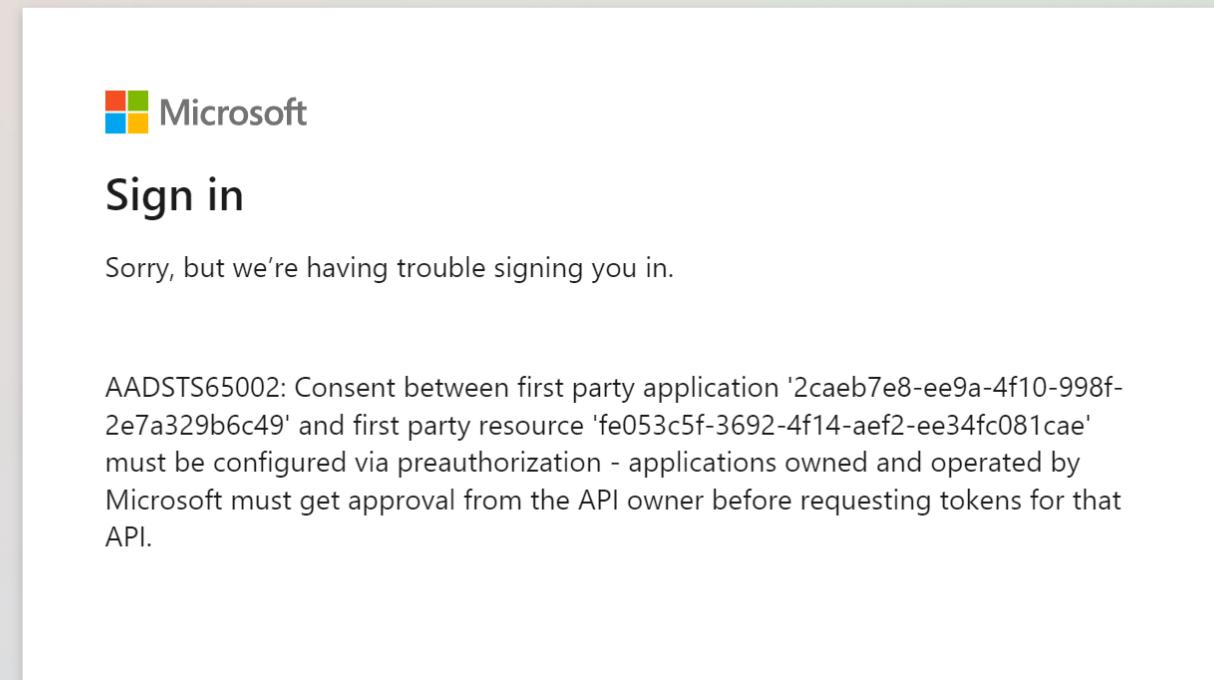 Microsoft
Sign in
Sorry, but we’re having trouble signing you in.
AADSTS65002: Consent between first party application '2caeb7e8-ee9a-4f10-998f-
2e7a329b6c49' and first party resource 'fe053c5f-3692-4f14-aef2-ee34fc081cae'
must be configured via preauthorization - applications owned and operated by
Microsoft must get approval from the API owner before requesting tokens for that
API.